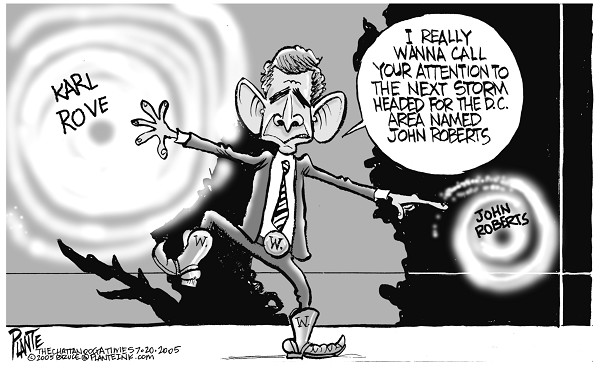 KARL
ROVE
I REALLY
WANNA CALL
YOUR ATTENTION TO
THE NEXT STORM
HEADED FOR THE D.C.
AREA NAMED
JOHN ROBERTS
JOHN
ROBERTS
W.
W.
W.
PLANTE
THE CHATTANOOGA TIMES 7-20-2005
©2005 BRUCE@PLANTEINK.COM